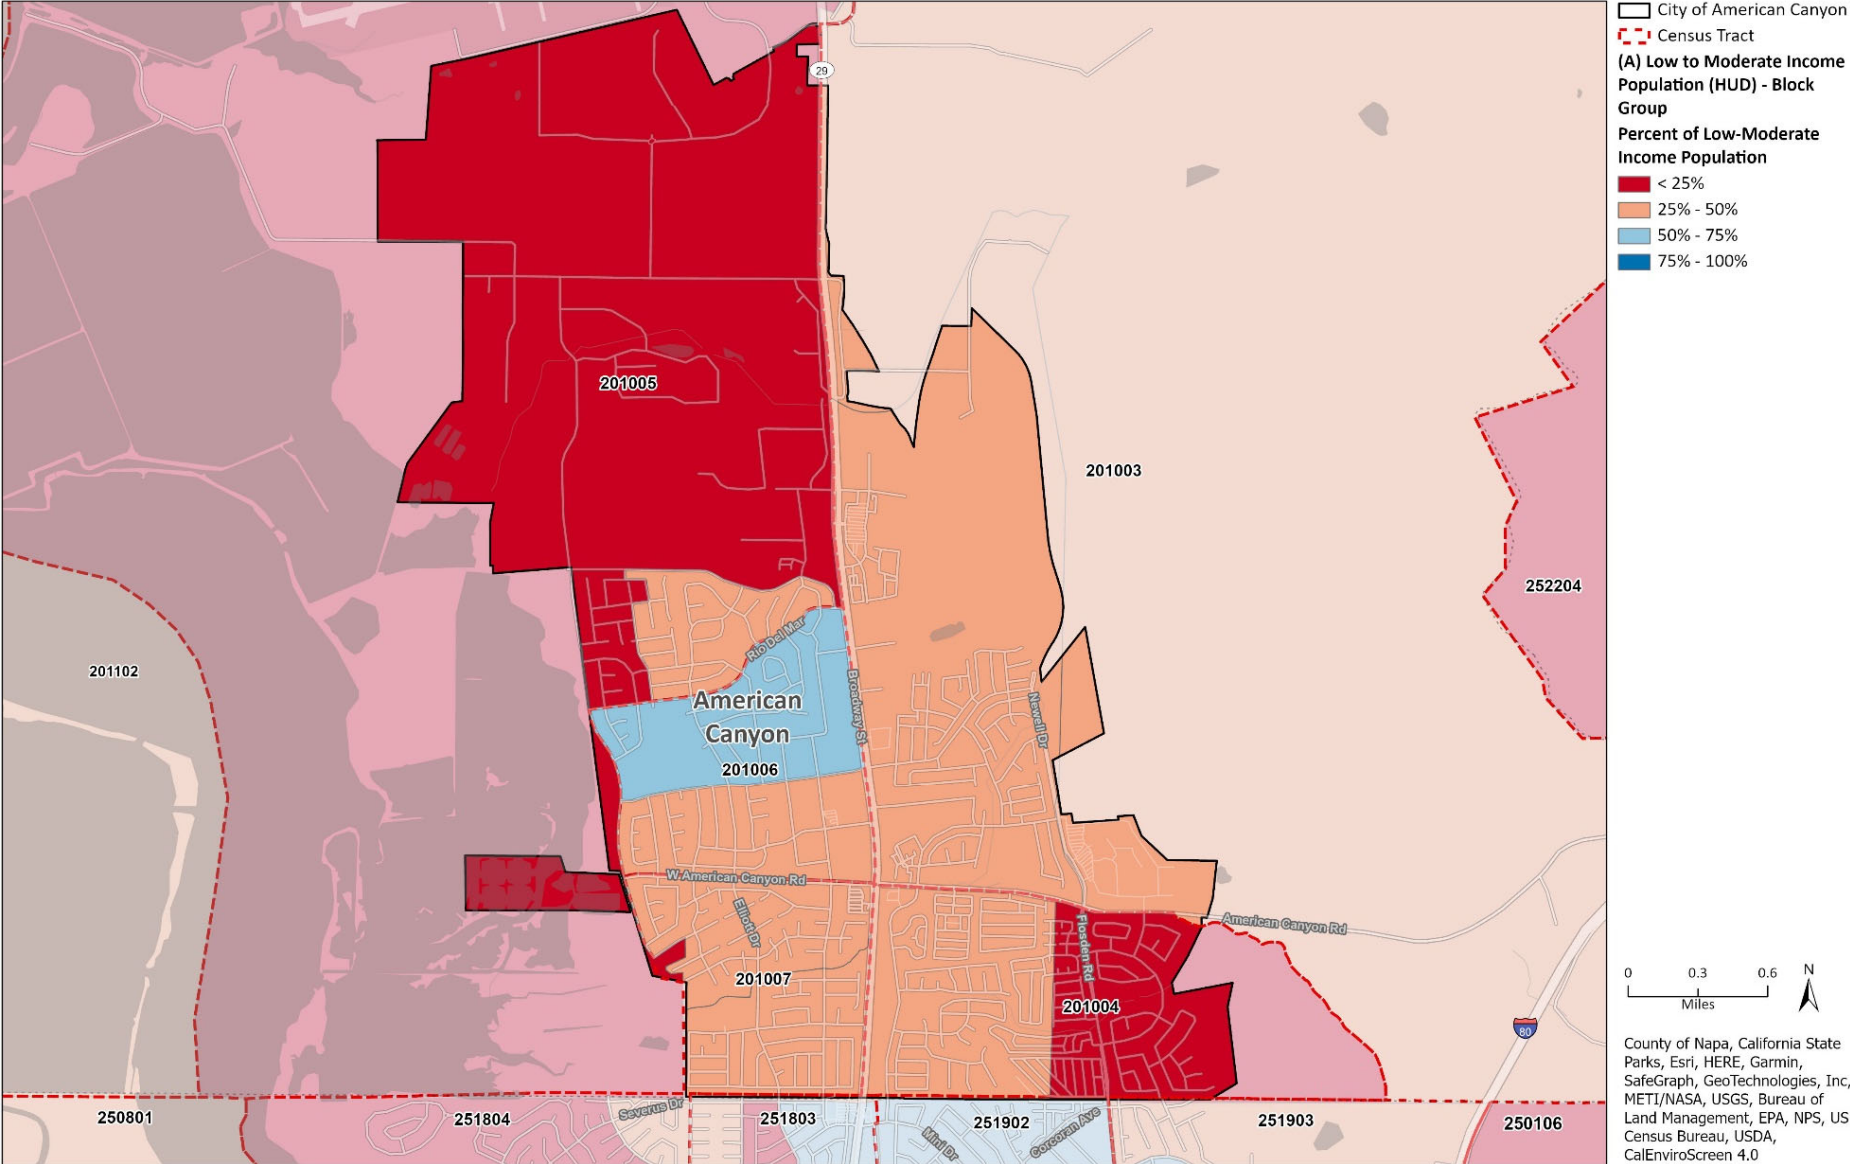 City of American Canyon
Census Tract
(A) Low to Moderate Income
Population (HUD) - Block
Group
Percent of Low-Moderate
Income Population
< 25%
25% - 50%
50% - 75%
75% - 100%
29
201005
201003
252204
201102
Rio Del Mar
American
Canyon
Broadway St
Newell Dr
201006
W American Canyon Rd
Elliott Dr
American Canyon Rd
Flosden Rd
201007
201004
80
0 0.3 0.6
Miles
N
250801
251804
Severus Dr
251803
251902
Mini Dr
Corcoran Ave
251903
250106
County of Napa, California State
Parks, Esri, HERE, Garmin,
SafeGraph, GeoTechnologies, Inc,
METI/NASA, USGS, Bureau of
Land Management, EPA, NPS, US
Census Bureau, USDA,
CalEnviroScreen 4.0